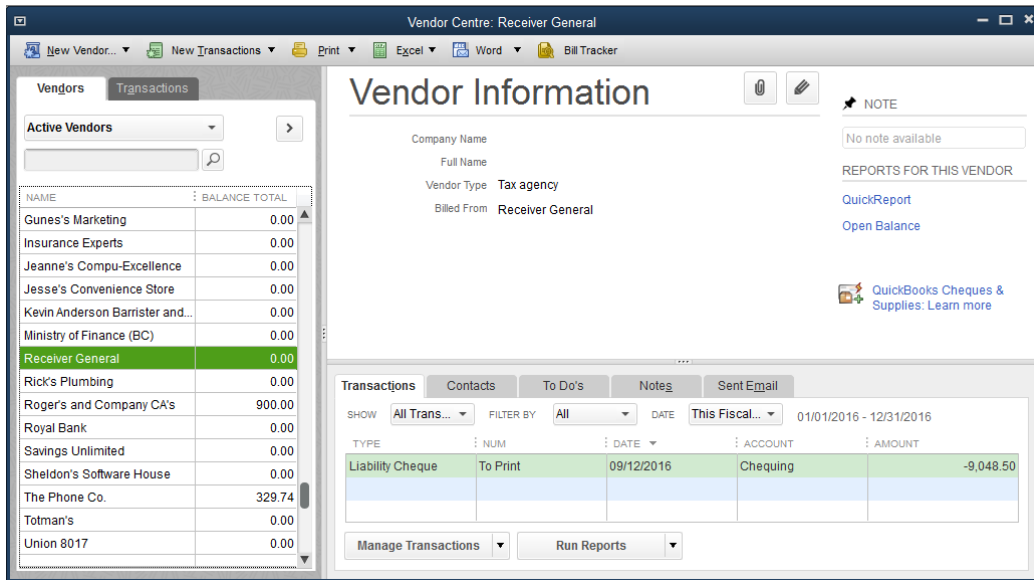 Vendor Centre: Receiver General
New Vendor... New Transactions Print Excel Word Bill Tracker
Vendors Transactions
Active Vendors
NAME BALANCE TOTAL
Gunes's Marketing 0.00
Insurance Experts 0.00
Jeanne's Compu-Excellence 0.00
Jesse's Convenience Store 0.00
Kevin Anderson Barrister and... 0.00
Ministry of Finance (BC) 0.00
Receiver General 0.00
Rick's Plumbing 0.00
Roger's and Company CA's 900.00
Royal Bank 0.00
Savings Unlimited 0.00
Sheldon's Software House 0.00
The Phone Co. 329.74
Totman's 0.00
Union 8017 0.00
Vendor Information
Company Name
Full Name
Vendor Type Tax agency
Billed From Receiver General
NOTE
No note available
REPORTS FOR THIS VENDOR
QuickReport
Open Balance
QuickBooks Cheques &
Supplies: Learn more
Transactions Contacts To Do's Notes Sent Email
SHOW All Trans... FILTER BY All DATE This Fiscal... 01/01/2016 - 12/31/2016
TYPE NUM DATE ACCOUNT AMOUNT
Liability Cheque To Print 09/12/2016 Chequing -9,048.50
Manage Transactions Run Reports